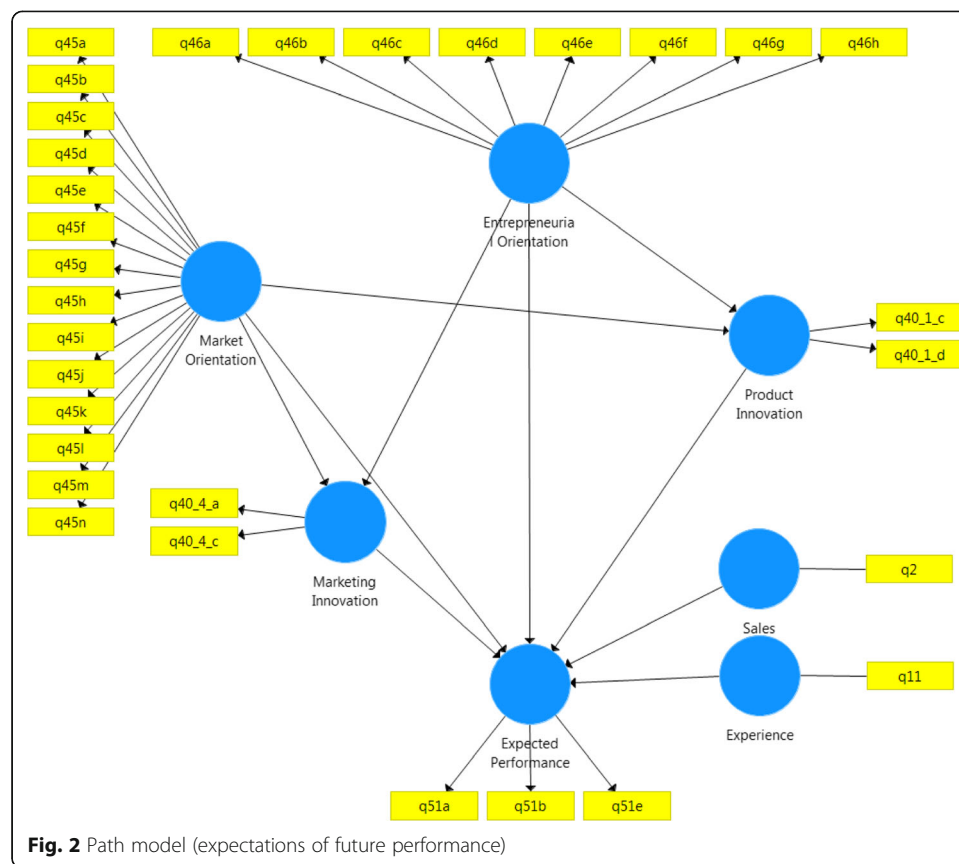 q45a
q46a
q46b
q46c
q46d
q46e
q46f
q46g
q46h
q45b
q45c
q45d
q45e
q45f
q45g
q45h
q45i
q45j
q45k
q45l
q45m
q45n
Entrepreneuria
l Orientation
Market
Orientation
q40_1_c
q40_1_d
Product
Innovation
q40_4_a
q40_4_c
Marketing
Innovation
q2
Sales
q11
Experience
Expected
Performance
q51a
q51b
q51e
Fig. 2 Path model (expectations of future performance)